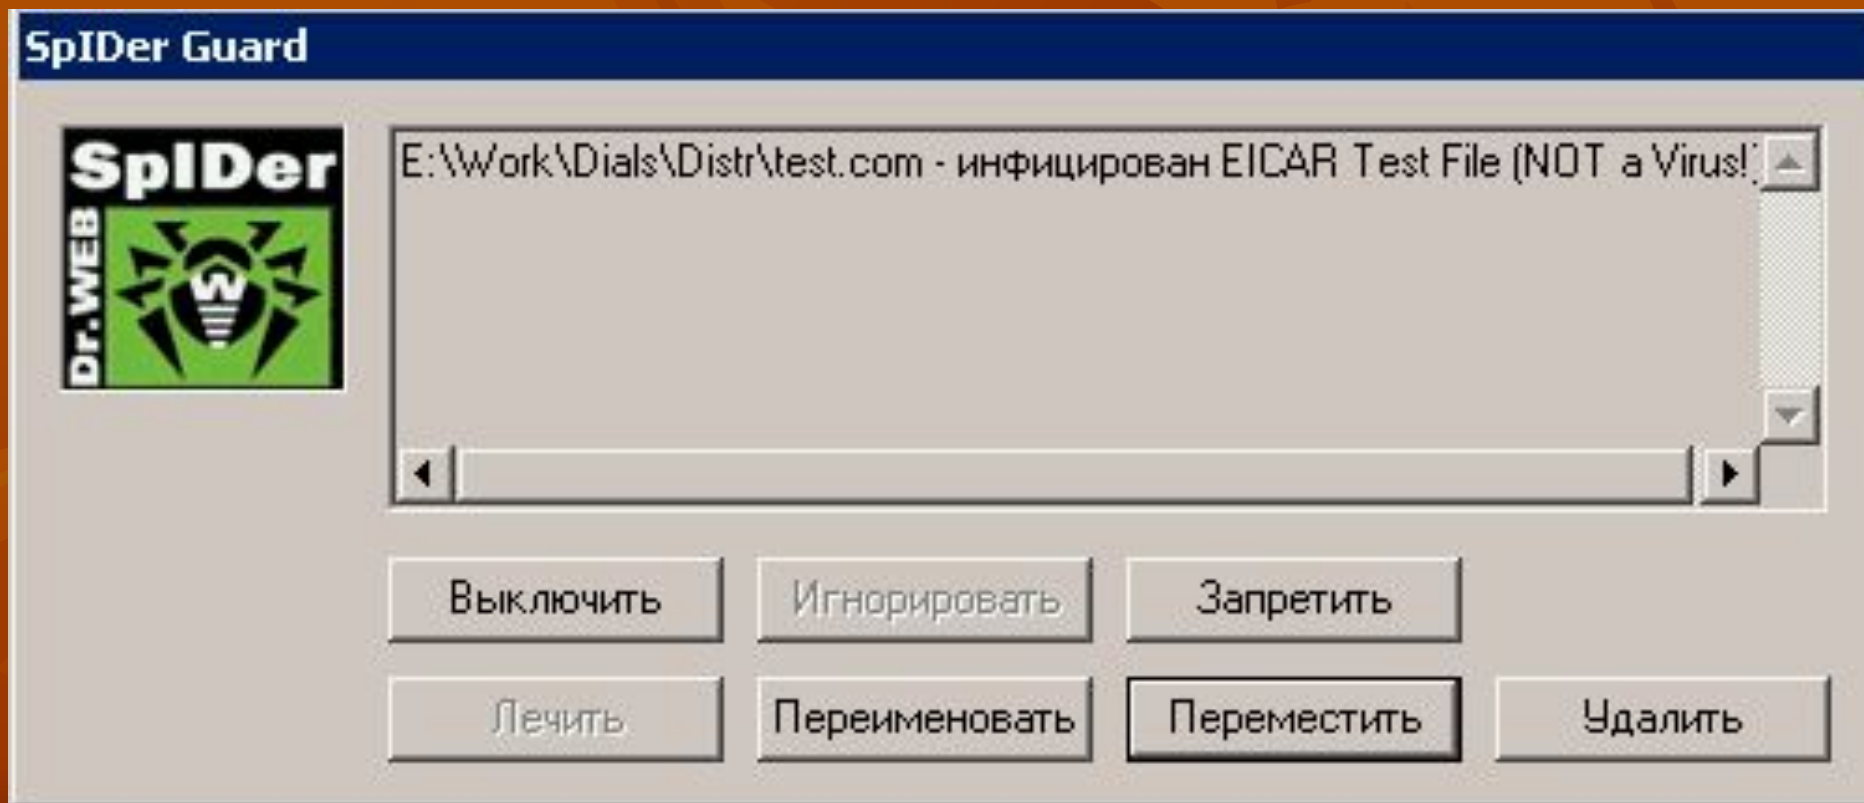 SpIDer Guard
SpIDer
Dr.WEB
E:\Work\Dials\Distr\test.com - инфицирован EICAR Test File (NOT a Virus!)
Выключить
Игнорировать
Запретить
Лечить
Переименовать
Переместить
Удалить